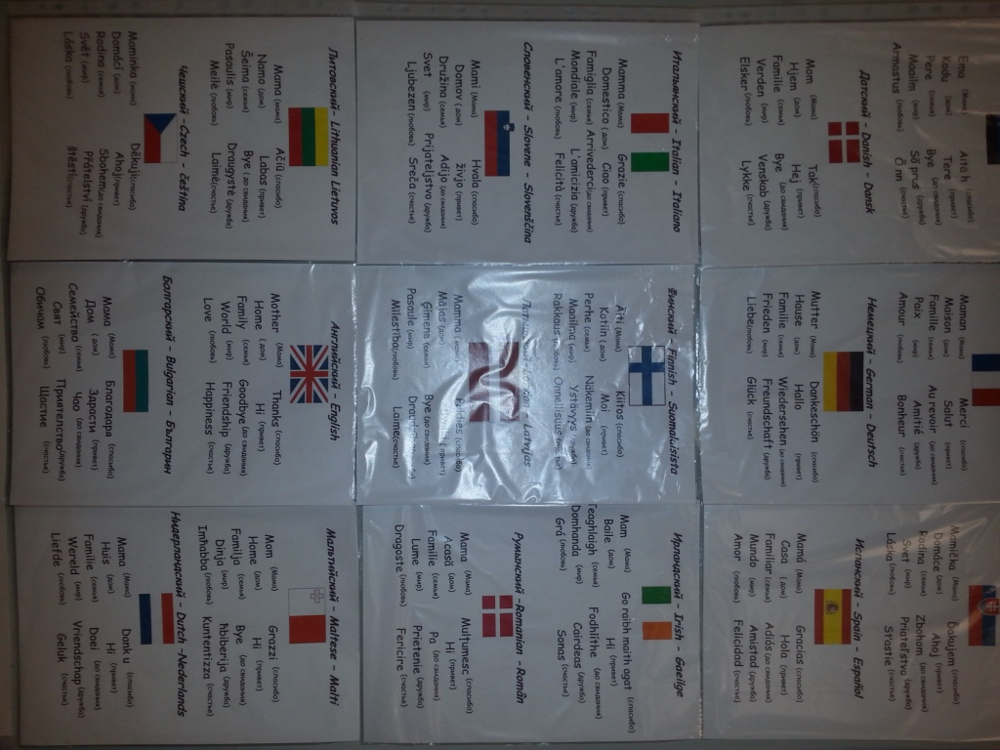 Ema (Мама) Aitäh (спасибо)
Kodu (дом) Tere (привет)
Pere (семья) Bye (до свидания)
Maailm (мир) Sõprus (дружба)
Armastus (любовь) Õnn (счастье)
Датский - Danish - Dansk
Mom (Мама) Tak (спасибо)
Hjem (дом) Hej (привет)
Familie (семья) Bye (до свидания)
Verden (мир) Venskab (дружба)
Elsker (любовь) Lykke (счастье)
Maman (Мама) Merci (спасибо)
Maison (дом) Salut (привет)
Famille (семья) Au revoir (до свидания)
Paix (мир) Amitié (дружба)
Amour (любовь) Bonheur (счастье)
Немецкий - German - Deutsch
Mutter (Мама) Dankeschön (спасибо)
Hause (дом) Hallo (привет)
Familie (семья) Wiedersehen (до свидания)
Frieden (мир) Freundschaft (дружба)
Liebe (любовь) Glück (счастье)
Mamička (Мама) Ďakujem (спасибо)
Domáce (дом) Ahoj (привет)
Rodina (семья) Zbohom (до свидания)
Svet (мир) Priateľstvo (дружба)
Láska (любовь) Šťastie (счастье)
Испанский - Spain - Español
Mamá (Мама) Gracias (спасибо)
Casa (дом) Hola (привет)
Familiar (семья) Adiós (до свидания)
Mundo (мир) Amistad (дружба)
Amor (любовь) Felicidad (счастье)
Итальянский - Italian - Italiano
Mamma (Мама) Grazie (спасибо)
Domestico (дом) Ciao (привет)
Famiglia (семья) Arrivederci (до свидания)
Mondiale (мир) L'amicizia (дружба)
L'amore (любовь) Felicità (счастье)
Словенский - Slovene - Slovenščina
Mami (Мама) Hvala (спасибо)
Domov (дом) živjo (привет)
Družina (семья) Adijo (до свидания)
Svet (мир) Prijateljstvo (дружба)
Ljubezen (любовь) Sreča (счастье)
Финский - Finnish - Suomaluisista
Äiti (Мама) Kiitos (спасибо)
Kotiin (дом) Moi (привет)
Perhe (семья) Näkemiin (до свидания)
Maailma (мир) Ystävyys (дружба)
Rakkaus (любовь) Onnellisuus
Latvijas
Mamma (Мама) (спасибо)
Mājas (дом) (привет)
Ģimene (семья) Bye (до свидания)
Pasaule (мир)
Mīlestība (любовь) Laime (счастье)
Ирландский - Irish - Gaeilge
Mam (Мама) Go raibh maith agat (спасибо)
Baile (дом) Hi (привет)
Teaghlaigh (семья) Fodhlithe (до свидания)
Domhanda (мир) Cairdeas (дружба)
Grá (любовь) Sonas (счастье)
Румынский - Romanian - Român
Mama (Мама) Mulțumesc (спасибо)
Acasă (дом) Hi (привет)
Familie (семья) Pa (до свидания)
Lume (мир) Prietenie (дружба)
Dragoste (любовь) Fericire (счастье)
Литовский - Lithuanian Lietuvos
Mama (Мама) Ačiū (спасибо)
Namo (дом) Labas (привет)
Šeima (семья) Bye (до свидания)
Pasaulis (мир) Draugystė (дружба)
Meilė (любовь) Laimė (счастье)
Чешский - Czech - čeština
Maminka (мама) Děkuji (спасибо)
Domácí (дом) Ahoj (привет)
Rodina (семья) Sbohem (до свидания)
Svět (мир) Přátelství (дружба)
Láska (любовь) štěstí (счастье)
Английский - English
Mother (Мама) Thanks (спасибо)
Home (дом) Hi (привет)
Family (семья) Goodbye (до свидания)
World (мир) Friendship (дружба)
Love (любовь) Happiness (счастье)
Болгарский - Bulgarian - Българин
Мама (Мама) Благодаря (спасибо)
Дом (дом) Здрасти (привет)
Семейство (семья) Чао (до свидания)
Свят (мир) Приятелство (дружба)
Обичам (любовь) Щастие (счастье)
Мальтийский - Maltese - Malti
Mom (Мама) Grazzi (спасибо)
Home (дом) Hi (привет)
Familja (семья) Bye (до свидания)
Dinja (мир) ħbiberija (дружба)
Imħabba (любовь) Kuntentizza (счастье)
Нидерландский - Dutch - Nederlands
Mama (Мама) Dank u (спасибо)
Huis (дом) Hi (привет)
Familie (семья) Doei (до свидания)
Wereld (мир) Vriendschap (дружба)
Liefde (любовь) Geluk (счастье)